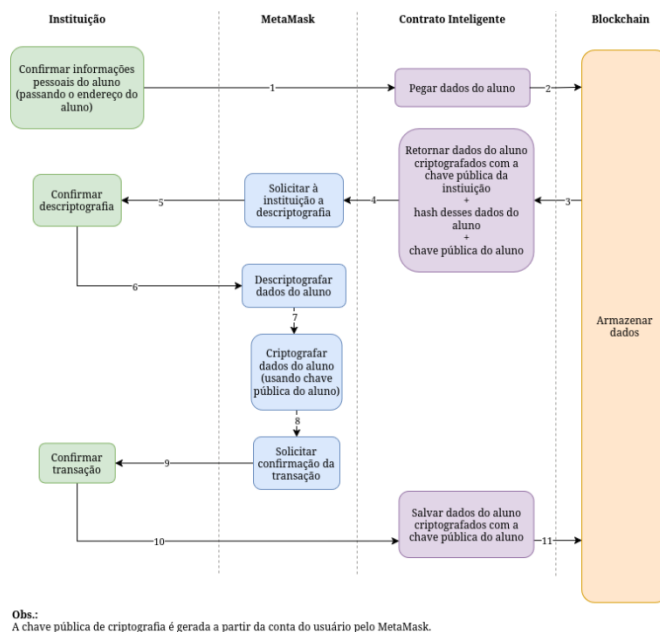 Instituição
MetaMask
Contrato Inteligente
Blockchain
Confirmar informações
pessoais do aluno
(passando o endereço do
aluno)
1
Pegar dados do aluno
2
Retornar dados do aluno
criptografados com a
chave pública da
instiuição
+
hash desses dados do
aluno
+
chave pública do aluno
3
4
Solicitar à
instituição a
descriptografia
5
Confirmar
descriptografia
6
Descriptografar
dados do aluno
7
Criptografar
dados do aluno
(usando chave
pública do aluno)
8
Solicitar
confirmação da
transação
9
Confirmar
transação
10
Salvar dados do aluno
criptografados com a
chave pública do aluno
11
Armazenar
dados
Obs.:
A chave pública de criptografia é gerada a partir da conta do usuário pelo MetaMask.